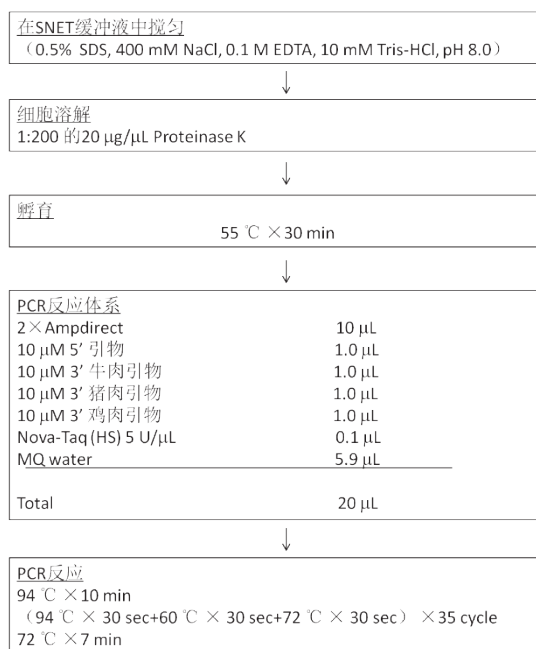 在SNET缓冲液中搅匀
（0.5% SDS, 400 mM NaCl, 0.1 M EDTA, 10 mM Tris-HCl, pH 8.0）
↓
细胞溶解
1:200 的20 μg/μL Proteinase K
↓
孵育
55 ℃ ×30 min
↓
PCR反应体系
2×Ampdirect 10 μL
10 μM 5’ 引物 1.0 μL
10 μM 3’ 牛肉引物 1.0 μL
10 μM 3’ 猪肉引物 1.0 μL
10 μM 3’ 鸡肉引物 1.0 μL
Nova-Taq (HS) 5 U/μL 0.1 μL
MQ water 5.9 μL
Total 20 μL
↓
PCR反应
94 ℃ ×10 min
（94 ℃ × 30 sec+60 ℃ × 30 sec+72 ℃ × 30 sec） ×35 cycle
72 ℃ ×7 min